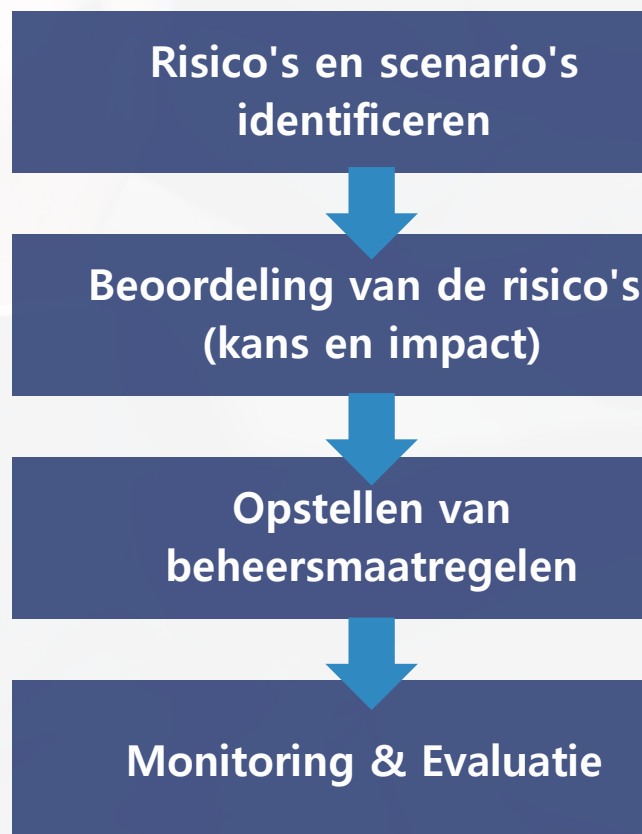 Risico's en scenario's
identificeren
Beoordeling van de risico's
(kans en impact)
Opstellen van
beheersmaatregelen
Monitoring & Evaluatie